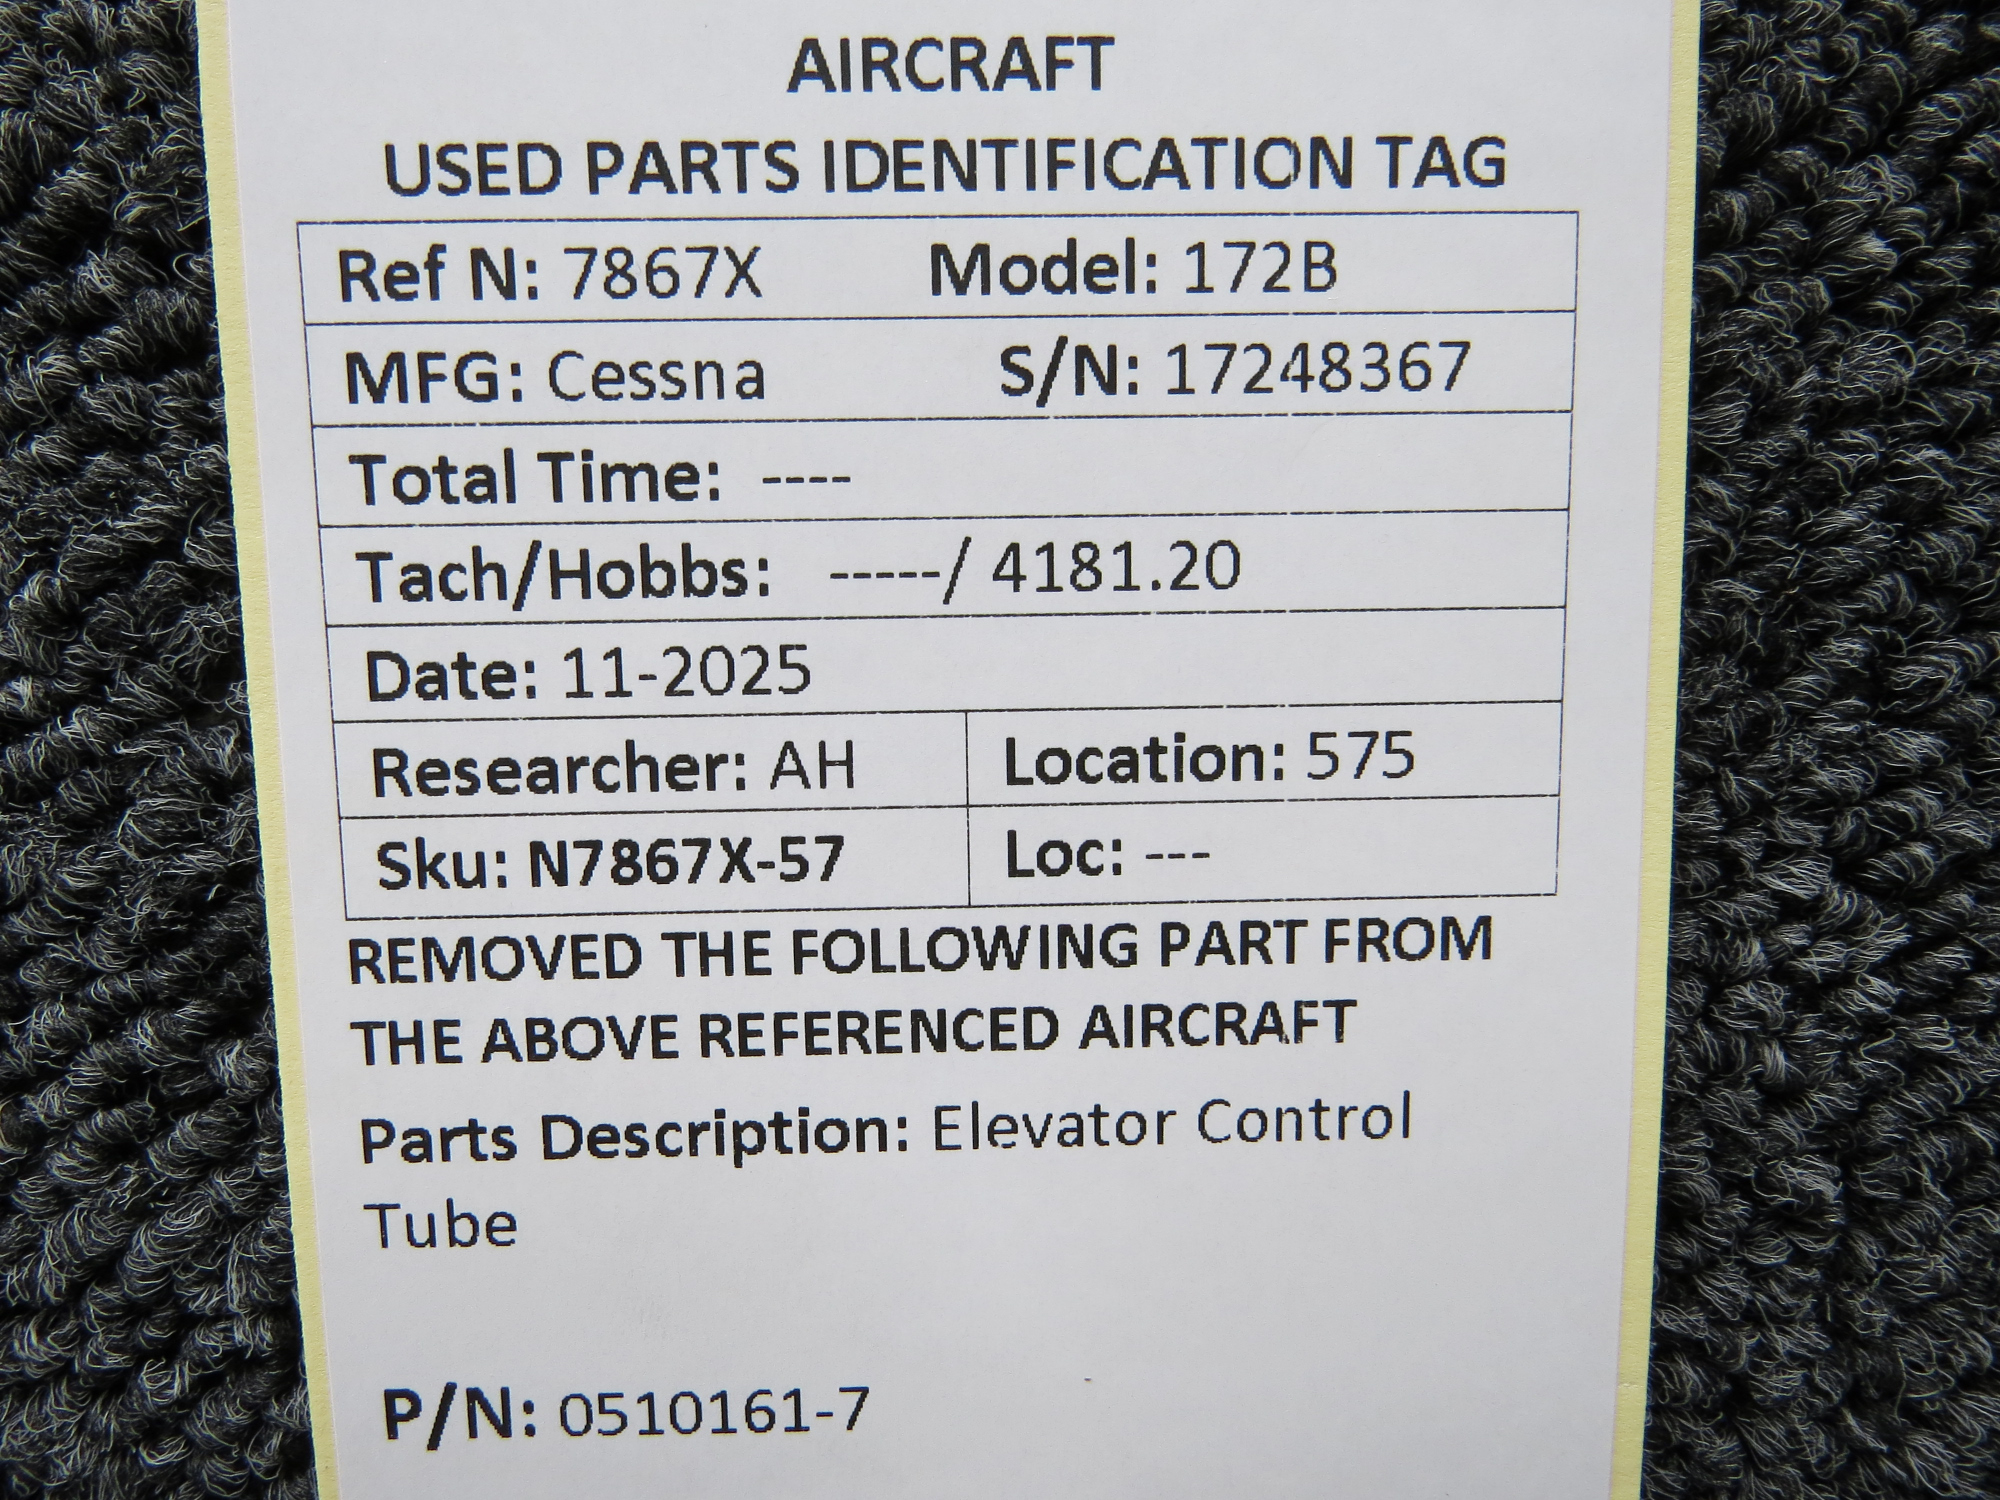 AIRCRAFT
USED PARTS IDENTIFICATION TAG
Ref N: 7867X Model: 172B
MFG: Cessna S/N: 17248367
Total Time: ----
Tach/Hobbs: -----/ 4181.20
Date: 11-2025
Researcher: AH Location: 575
Sku: N7867X-57 Loc: ---
REMOVED THE FOLLOWING PART FROM
THE ABOVE REFERENCED AIRCRAFT
Parts Description: Elevator Control
Tube
P/N: 0510161-7